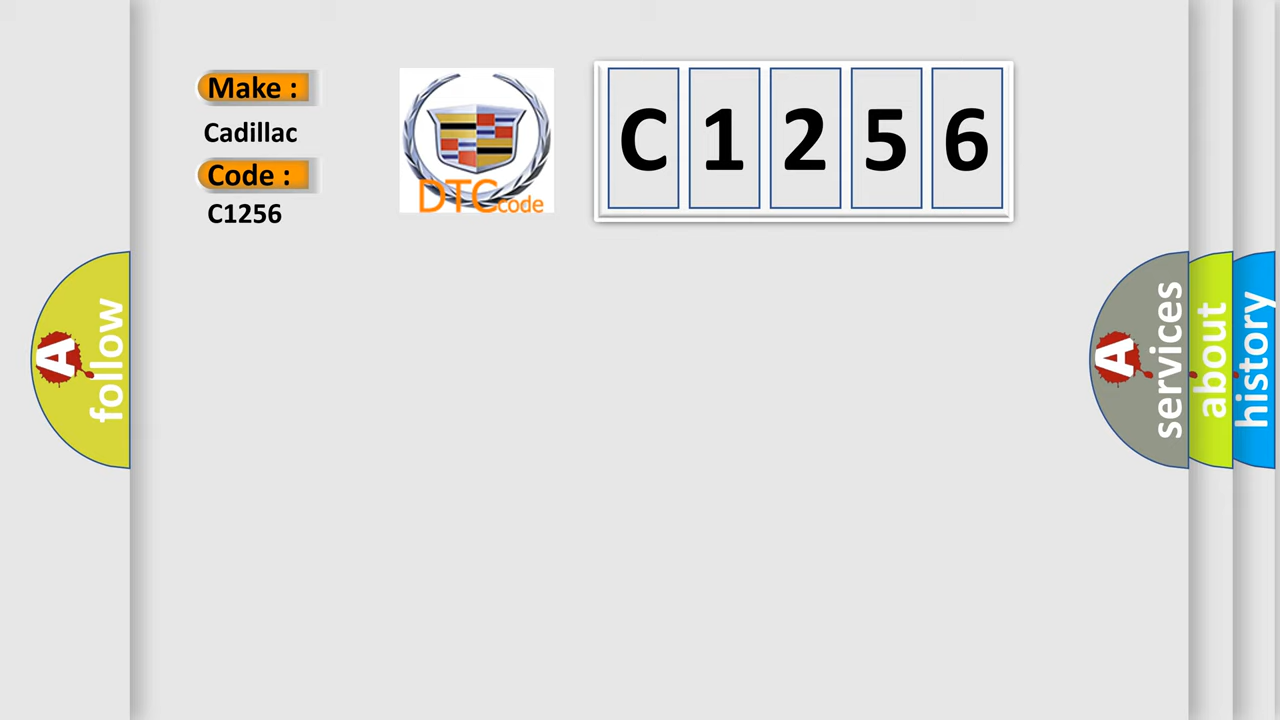 Make :
Cadillac
Code :
C1256
DTCcode
C 1 2 5 6
A follow
A services
about
history